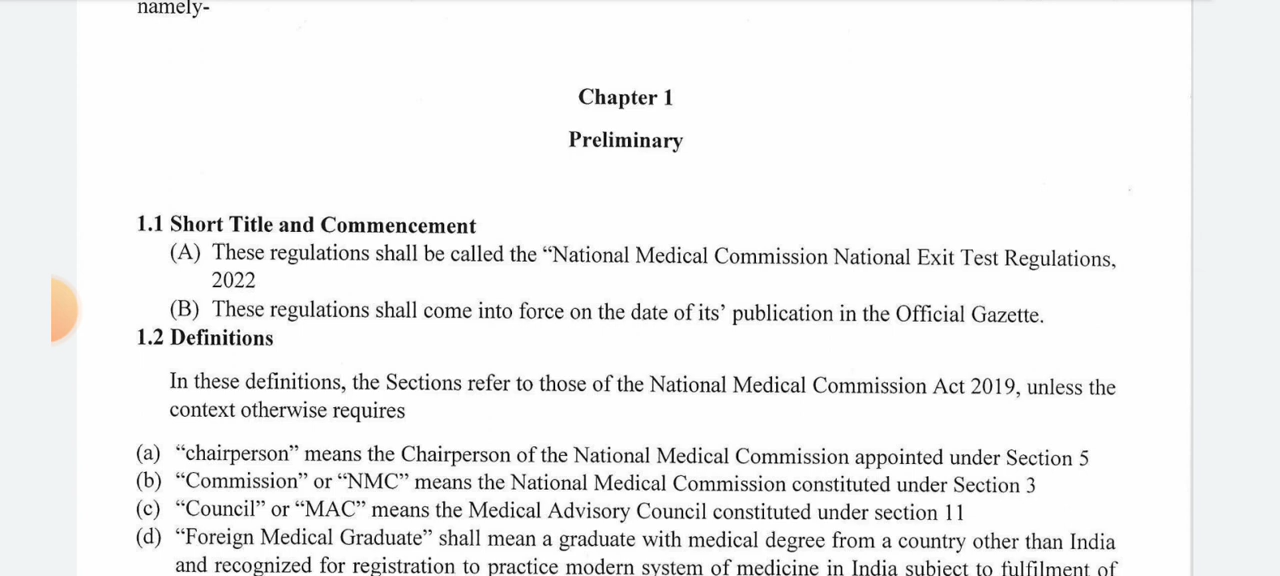 namely-
Chapter 1
Preliminary
1.1 Short Title and Commencement
(A) These regulations shall be called the “National Medical Commission National Exit Test Regulations,
2022
(B) These regulations shall come into force on the date of its’ publication in the Official Gazette.
1.2 Definitions
In these definitions, the Sections refer to those of the National Medical Commission Act 2019, unless the
context otherwise requires
(a) “chairperson” means the Chairperson of the National Medical Commission appointed under Section 5
(b) “Commission” or “NMC” means the National Medical Commission constituted under Section 3
(c) “Council” or “MAC” means the Medical Advisory Council constituted under section 11
(d) “Foreign Medical Graduate” shall mean a graduate with medical degree from a country other than India
and recognized for registration to practice modern system of medicine in India subject to fulfilment of